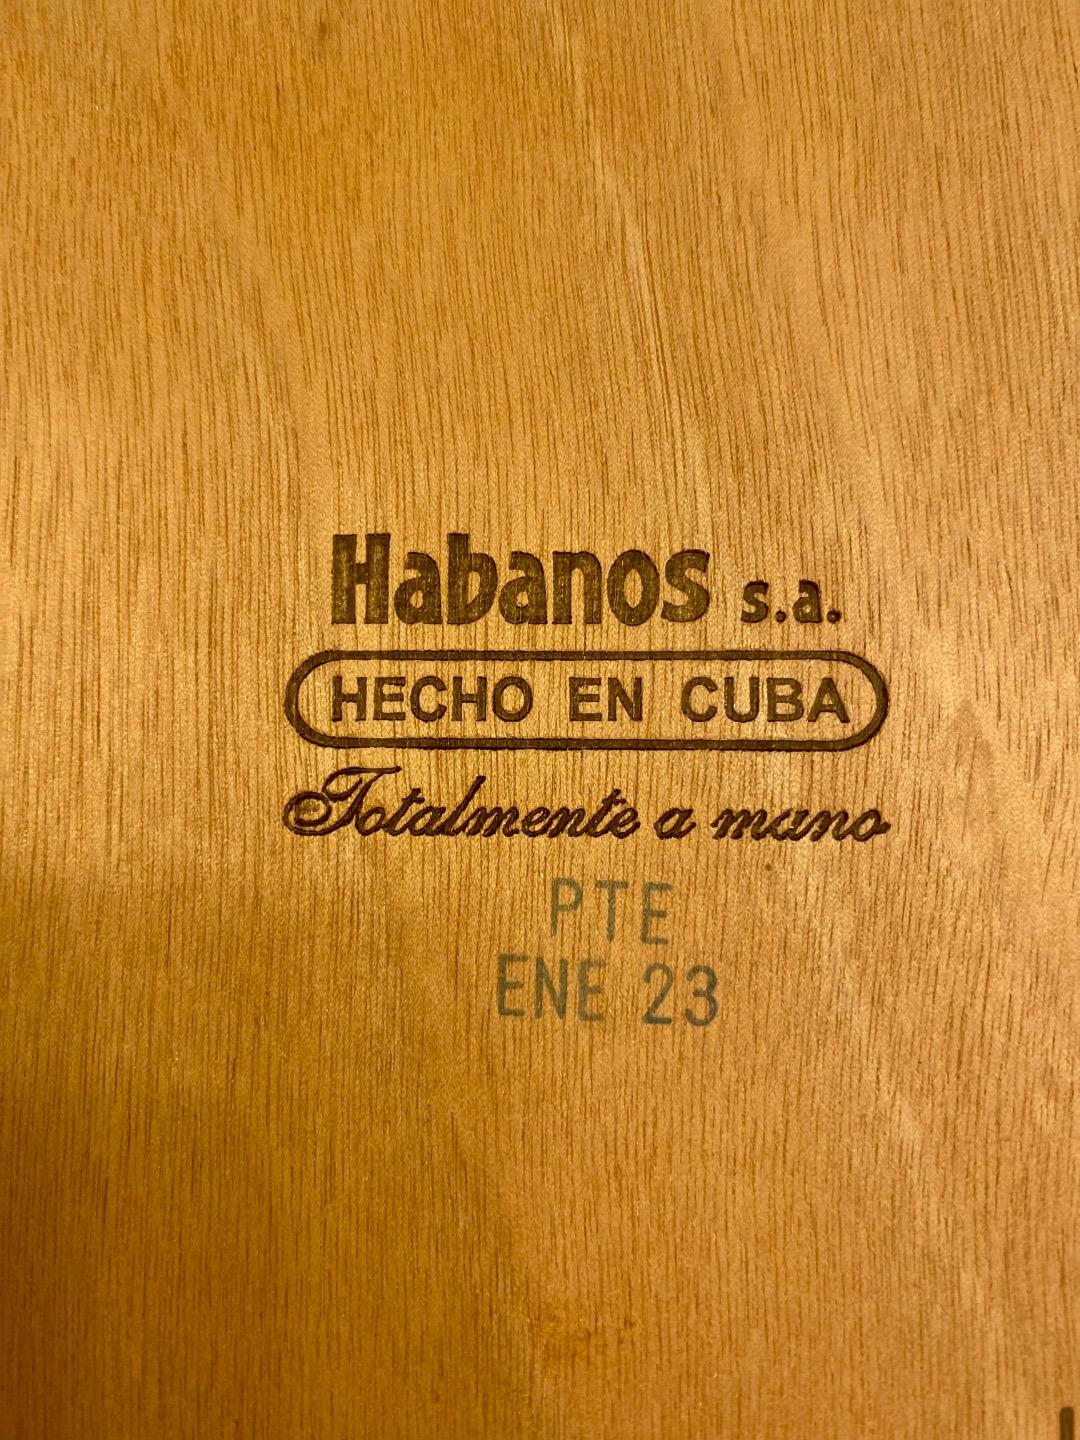 Habanos s.a.
HECHO EN CUBA
Totalmente a mano
PTE
ENE 23